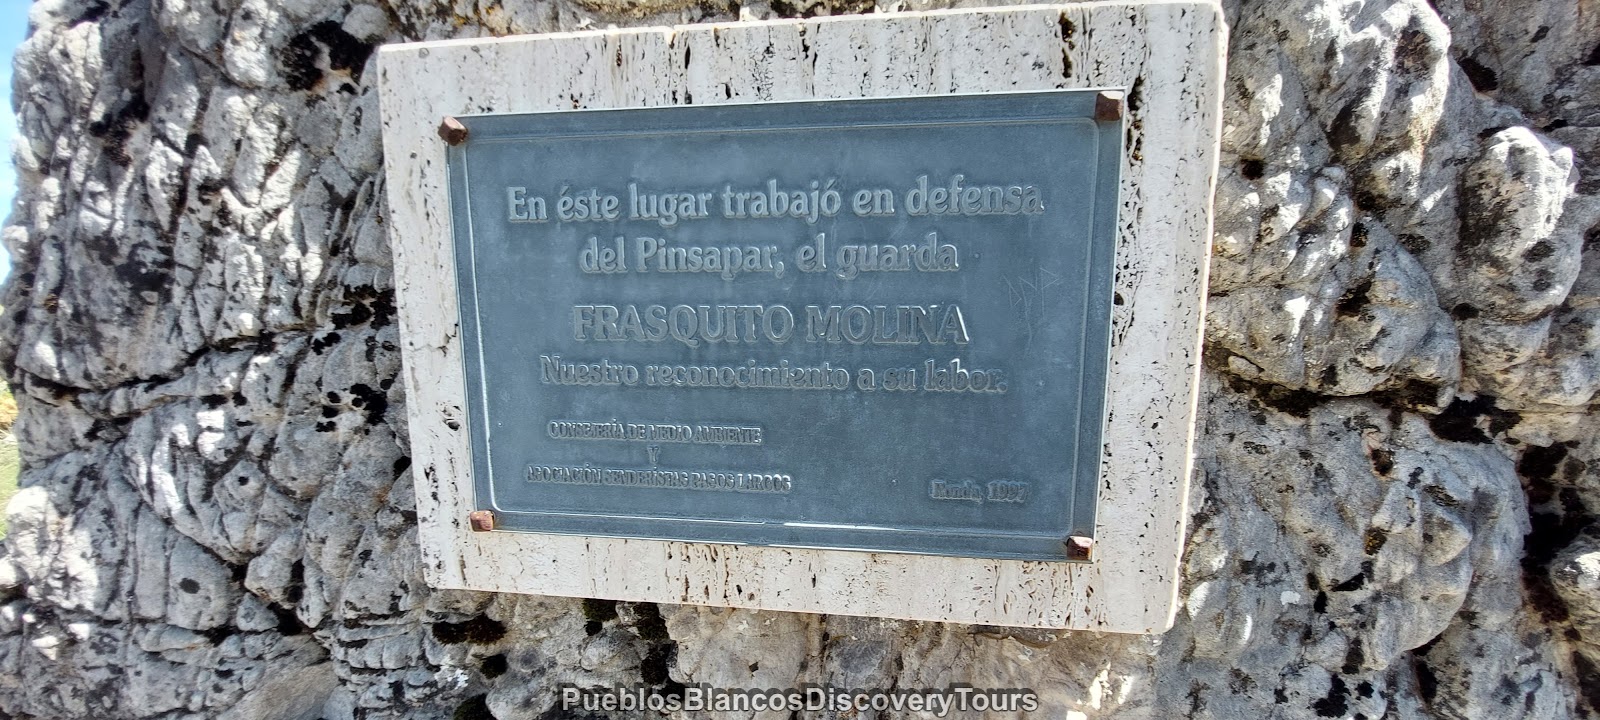 En éste lugar trabajó en defensa
del Pinsapar, el guarda
FRASQUITO MOLINA
Nuestro reconocimiento a su labor.
CONSEJERÍA DE MEDIO AMBIENTE
Y
ASOCIACIÓN SENDERISTAS PASOS LARGOS
Ronda, 1997
PueblosBlancosDiscoveryTours